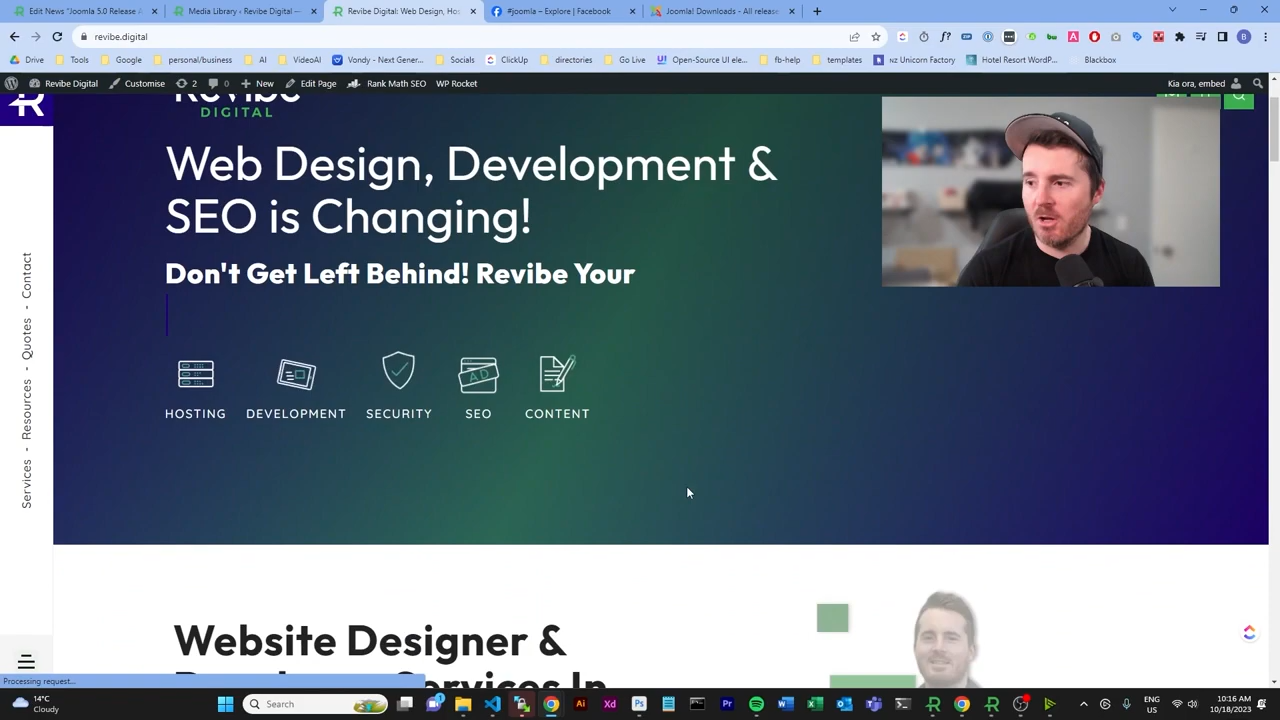 Edit News "Joomla 5.0 Release A
Media Library ‹ Revibe Digital —
Revibe Digital: Web Design, Hos
#joomla – Explore | Facebook
Joomla! Downloads - All release
revibe.digital
Drive
Tools
Google
personal/business
AI
VideoAI
Vondy - Next Gener...
Socials
ClickUp
directories
Go Live
Open-Source UI ele...
fb-help
templates
nz Unicorn Factory
Hotel Resort WordP...
Blackbox
Revibe Digital
Customise
2
0
New
Edit Page
Rank Math SEO
WP Rocket
Kia ora, embed
Revibe
DIGITAL
Web Design, Development &
SEO is Changing!
Don't Get Left Behind! Revibe Your
AD
HOSTING
DEVELOPMENT
SECURITY
SEO
CONTENT
Services - Resources - Quotes - Contact
Website Designer &
Services In
Processing request...
14°C
Cloudy
Search
ENG
US
10:16 AM
10/18/2023